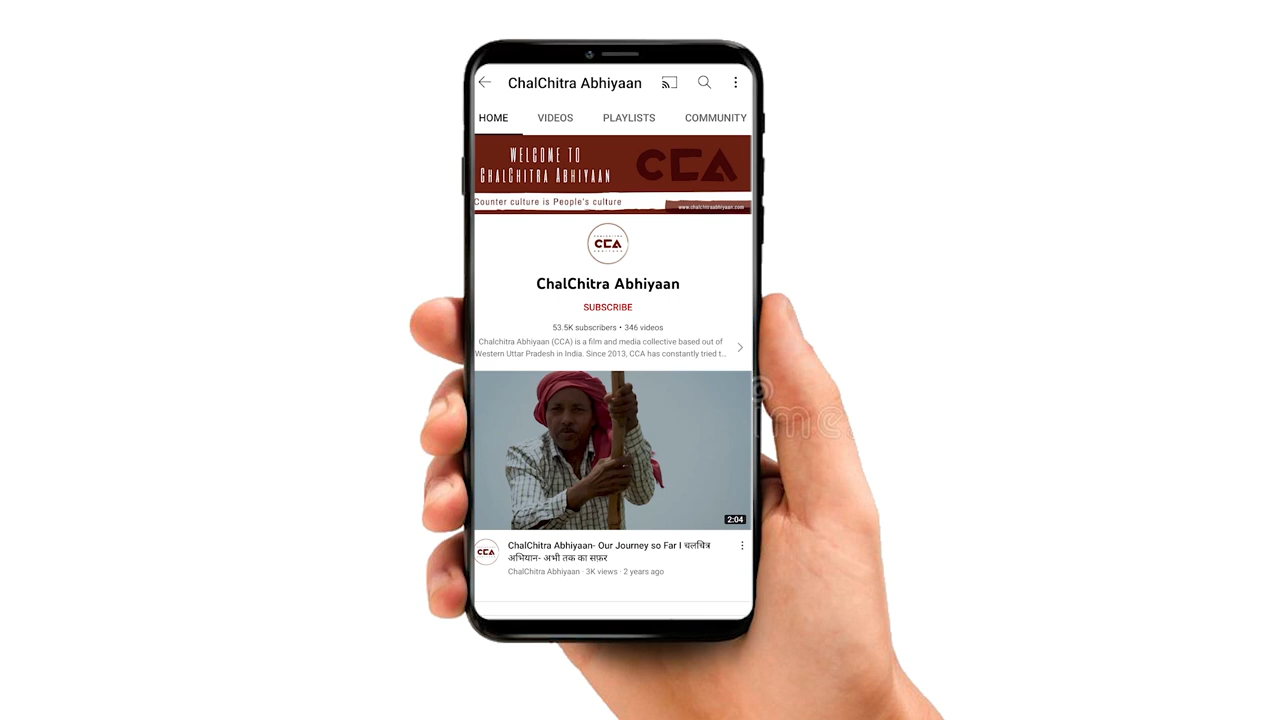 ChalChitra Abhiyaan
HOME VIDEOS PLAYLISTS COMMUNITY
WELCOME TO
CHALCHITRA ABHIYAAN
CCA
Counter culture is People's culture
www.chalchitraabhiyaan.com
CCA
ChalChitra Abhiyaan
SUBSCRIBE
53.5K subscribers • 346 videos
Chalchitra Abhiyaan (CCA) is a film and media collective based out of
Western Uttar Pradesh in India. Since 2013, CCA has constantly tried t...
2:04
CCA
ChalChitra Abhiyaan- Our Journey so Far I चलचित्र
अभियान- अभी तक का सफ़र
ChalChitra Abhiyaan · 3K views · 2 years ago